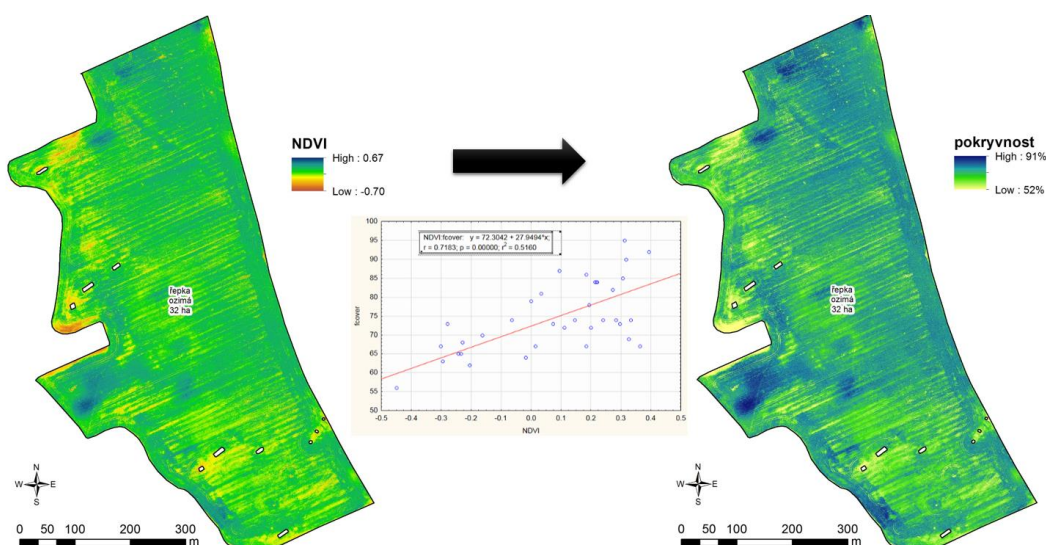 NDVI
High : 0.67
Low : -0.70
řepka
ozimá
32 ha
N
W E
S
0 50 100 200 300
m
NDVI:fcover: y = 72.3042 + 27.9494*x;
r = 0.7183; p = 0.00000; r² = 0.5160
fcover
100
95
90
85
80
75
70
65
60
55
50
-0.5 -0.4 -0.3 -0.2 -0.1 0.0 0.1 0.2 0.3 0.4 0.5
NDVI
pokryvnost
High : 91%
Low : 52%
řepka
ozimá
32 ha
N
W E
S
0 50 100 200 300
m